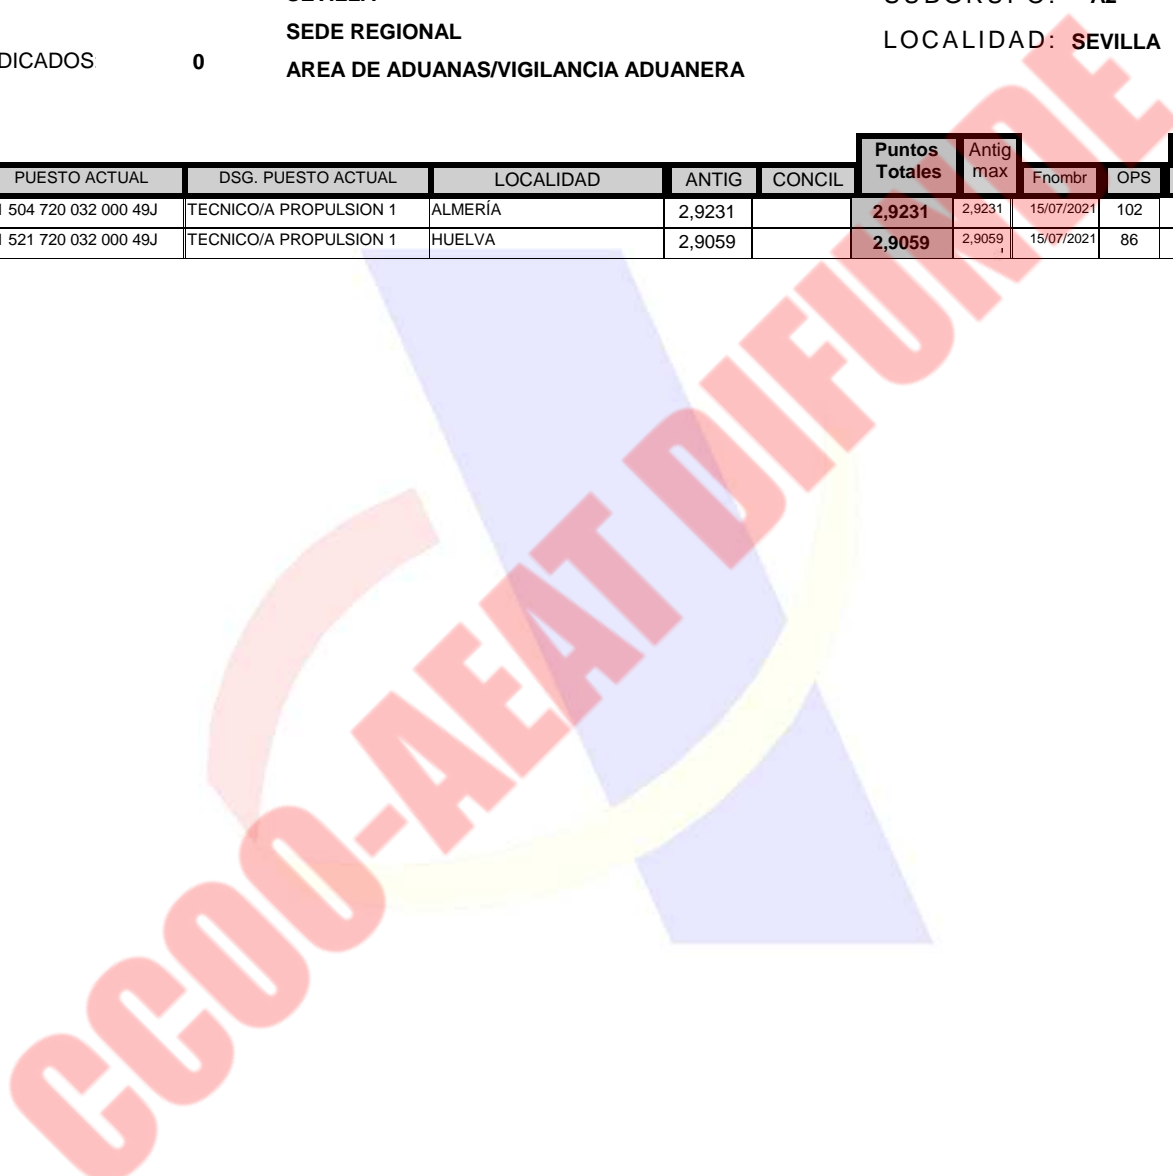 SEVILLA
SUBGRUPO: A2
SEDE REGIONAL
LOCALIDAD: SEVILLA
DICADOS 0
AREA DE ADUANAS/VIGILANCIA ADUANERA
PUESTO ACTUAL DSG. PUESTO ACTUAL LOCALIDAD ANTIG CONCIL Puntos Totales Antig max Fnombr OPS
504 720 032 000 49J TECNICO/A PROPULSION 1 ALMERÍA 2,9231 2,9231 2,9231 15/07/2021 102
521 720 032 000 49J TECNICO/A PROPULSION 1 HUELVA 2,9059 2,9059 2,9059 15/07/2021 86
CCOO-AEAT DIFUNDE